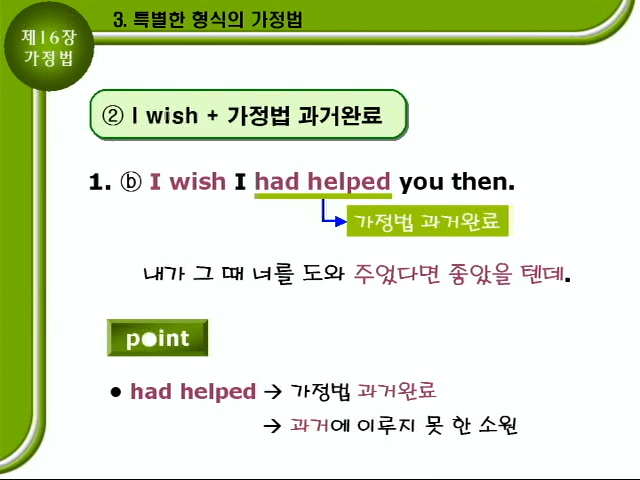 3. 특별한 형식의 가정법
제16장
가정법
② I wish + 가정법 과거완료
1. ⓑ I wish I had helped you then.
가정법 과거완료
내가 그 때 너를 도와 주었다면 좋았을 텐데.
point
● had helped → 가정법 과거완료
→ 과거에 이루지 못 한 소원